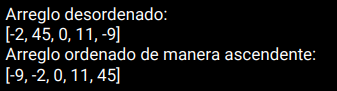 Arreglo desordenado:
[-2, 45, 0, 11, -9]
Arreglo ordenado de manera ascendente:
[-9, -2, 0, 11, 45]